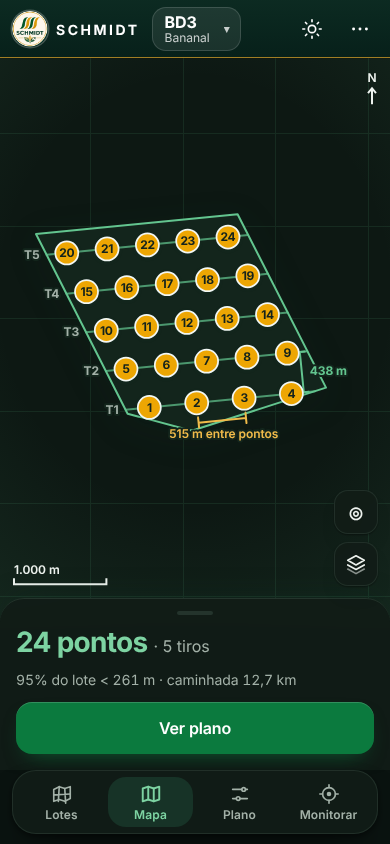 SCHMIDT
SCHMIDT
BD3
Bananal
N
24
23
22
21
20
T5
19
18
17
16
15
T4
14
13
12
11
10
T3
9
8
7
6
5
T2
438 m
4
3
2
1
T1
515 m entre pontos
1.000 m
24 pontos · 5 tiros
95% do lote < 261 m · caminhada 12,7 km
Ver plano
Lotes Mapa Plano Monitorar